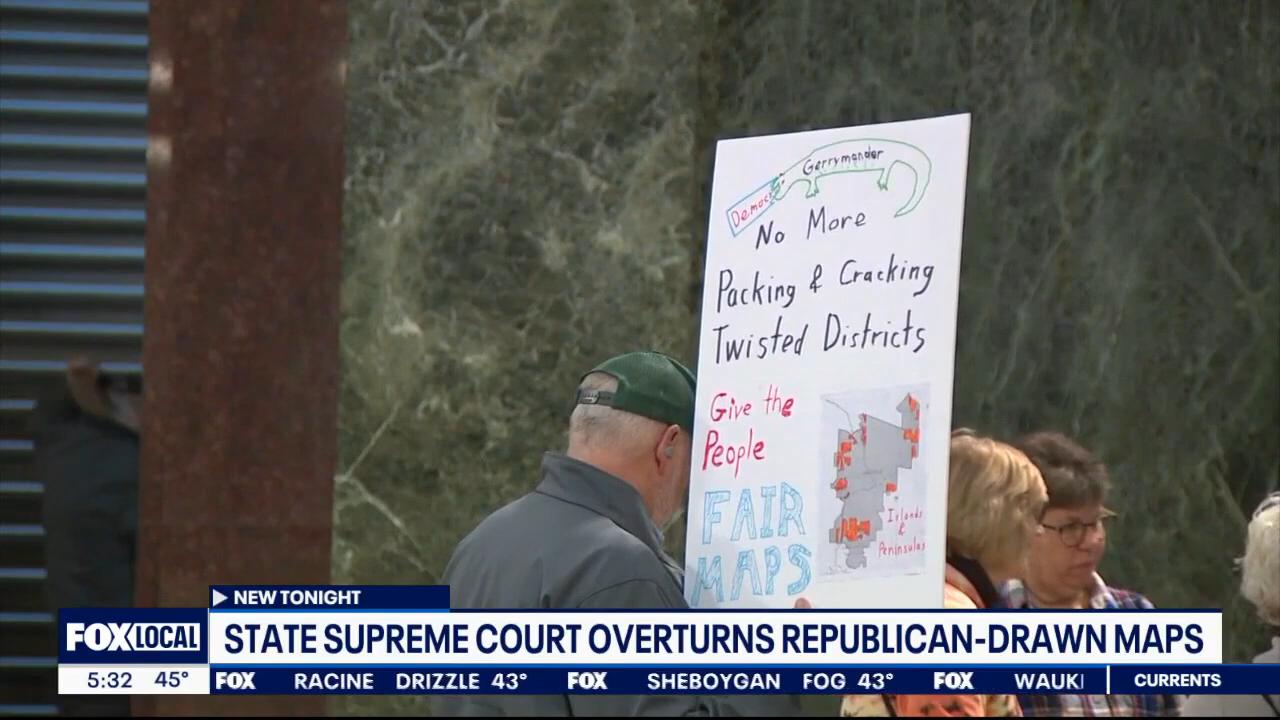 Gerrymander
No More
Packing & Cracking
Twisted Districts
Give the
People
FAIR
MAPS
Islands
&
Peninsulas
NEW TONIGHT
FOX LOCAL
STATE SUPREME COURT OVERTURNS REPUBLICAN-DRAWN MAPS
5:32 45° FOX RACINE DRIZZLE 43° FOX SHEBOYGAN FOG 43° FOX WAUK CURRENTS